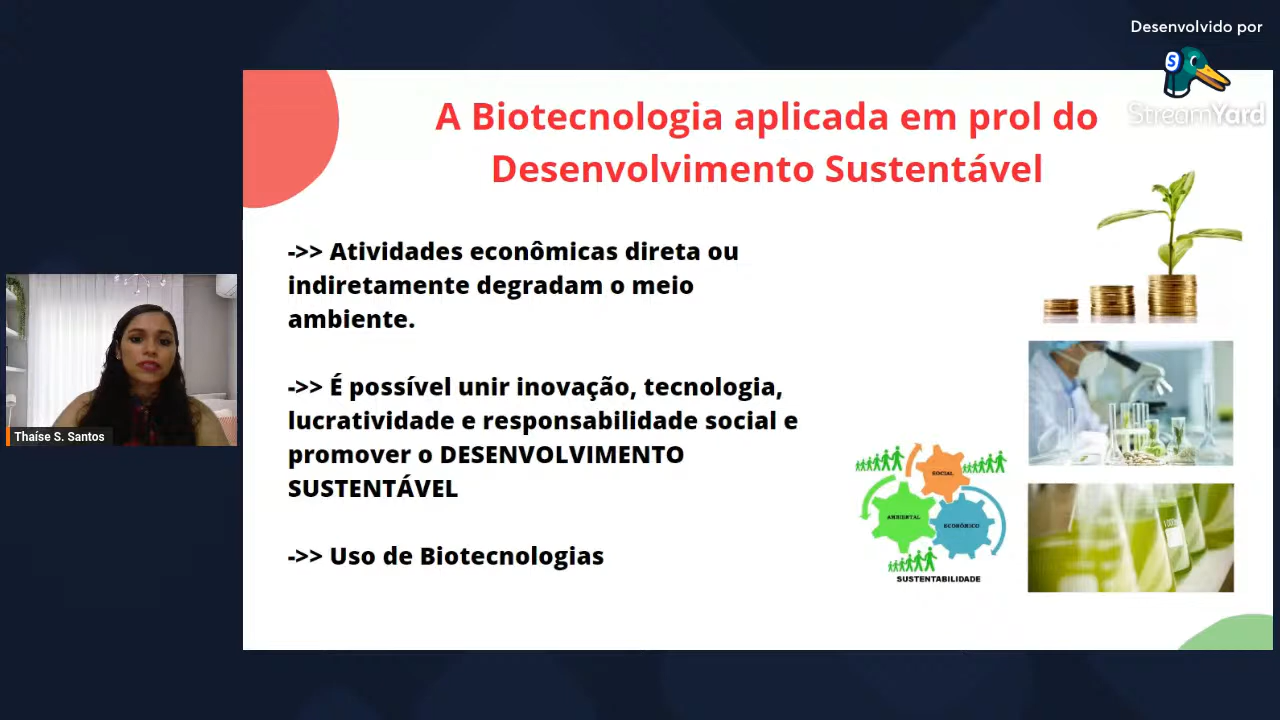 Desenvolvido por
StreamYard
A Biotecnologia aplicada em prol do
Desenvolvimento Sustentável
->> Atividades econômicas direta ou
indiretamente degradam o meio
ambiente.
->> É possível unir inovação, tecnologia,
lucratividade e responsabilidade social e
promover o DESENVOLVIMENTO
SUSTENTÁVEL
->> Uso de Biotecnologias
SOCIAL
AMBIENTAL
ECONÔMICO
SUSTENTABILIDADE
Thaíse S. Santos